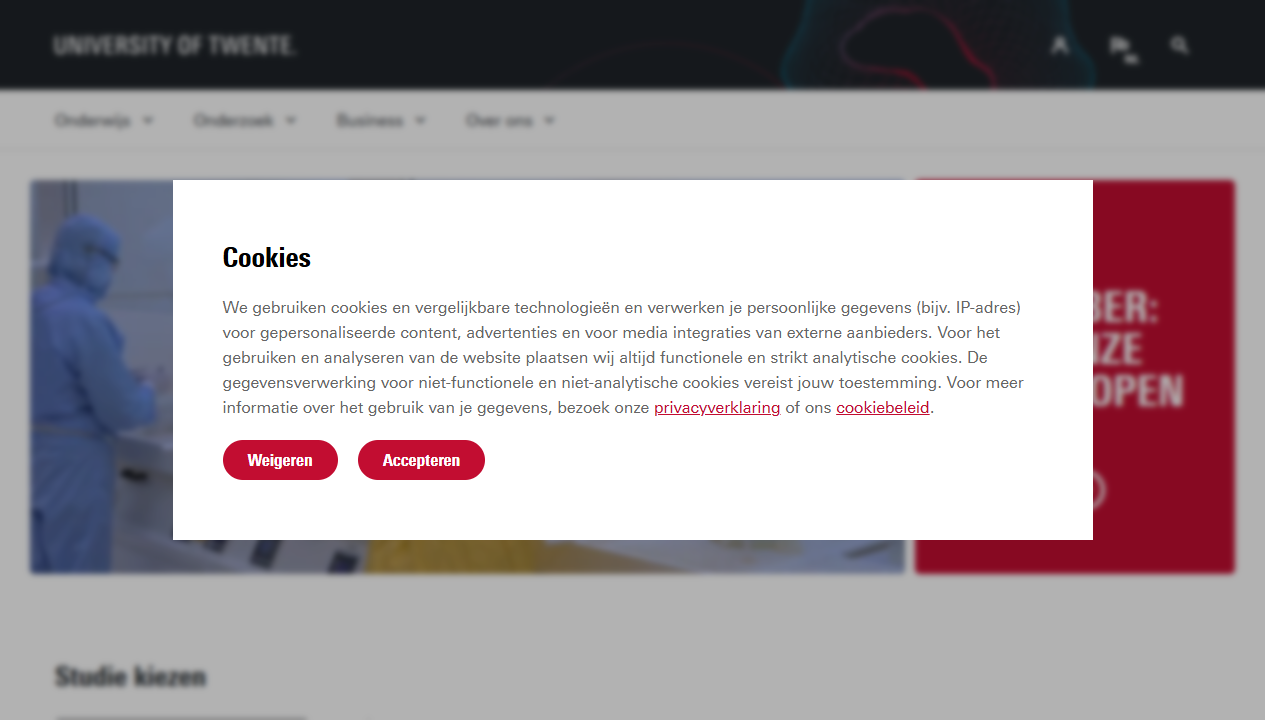 UNIVERSITY OF TWENTE.
Onderwijs
Onderzoek
Business
Over ons
Cookies
We gebruiken cookies en vergelijkbare technologieën en verwerken je persoonlijke gegevens (bijv. IP-adres)
voor gepersonaliseerde content, advertenties en voor media integraties van externe aanbieders. Voor het
gebruiken en analyseren van de website plaatsen wij altijd functionele en strikt analytische cookies. De
gegevensverwerking voor niet-functionele en niet-analytische cookies vereist jouw toestemming. Voor meer
informatie over het gebruik van je gegevens, bezoek onze privacyverklaring of ons cookiebeleid.
Weigeren
Accepteren
OPEN
Studie kiezen